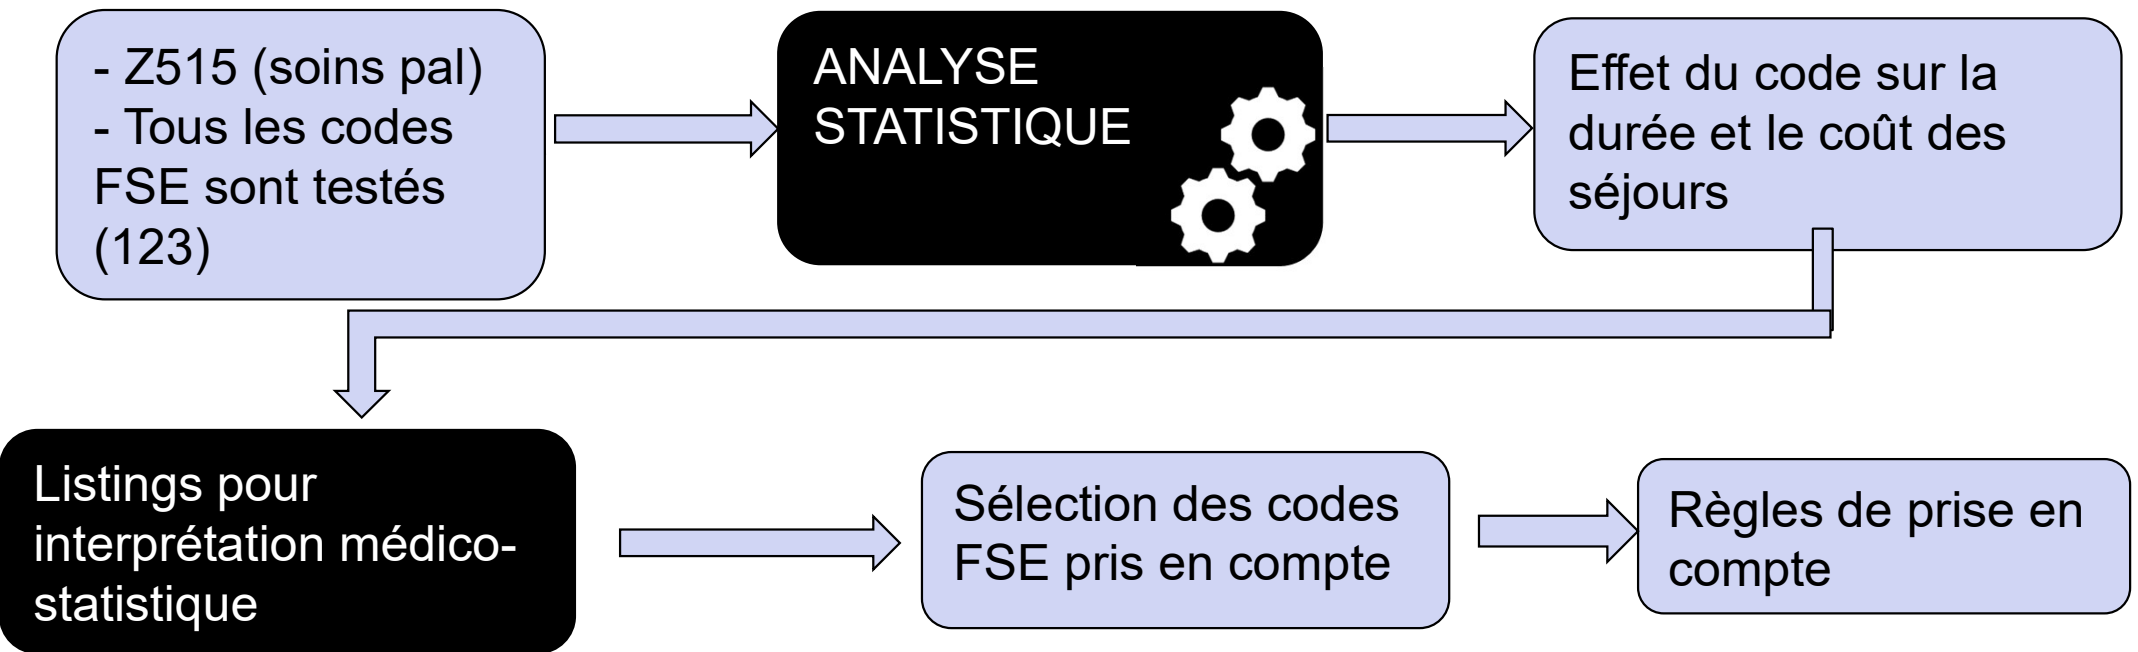 - Z515 (soins pal)
- Tous les codes
FSE sont testés
(123)
ANALYSE
STATISTIQUE
Effet du code sur la
durée et le coût des
séjours
Listings pour
interprétation médico-
statistique
Sélection des codes
FSE pris en compte
Règles de prise en
compte